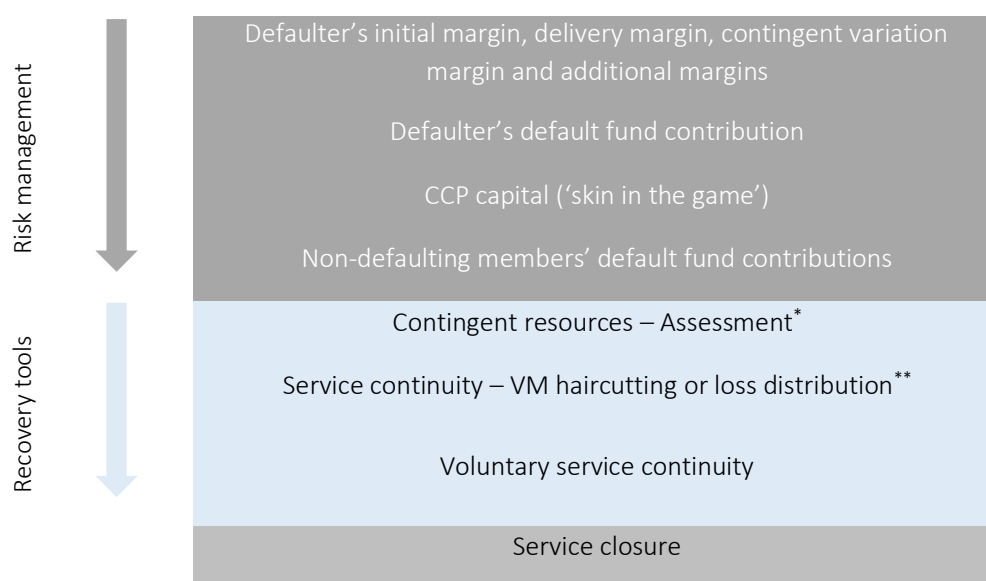 Risk management
Defaulter’s initial margin, delivery margin, contingent variation
margin and additional margins
Defaulter’s default fund contribution
CCP capital (‘skin in the game’)
Non-defaulting members’ default fund contributions
Recovery tools
Contingent resources – Assessment*
Service continuity – VM haircutting or loss distribution**
Voluntary service continuity
Service closure